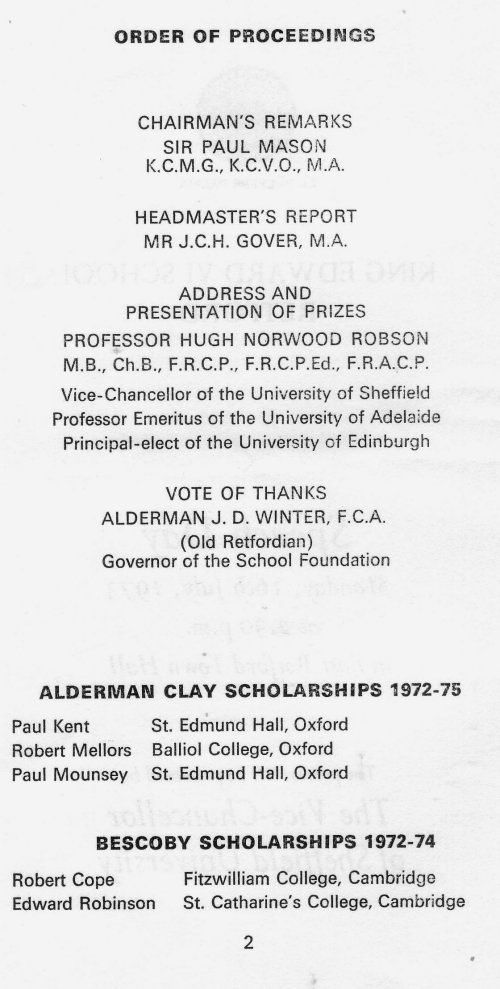 ORDER OF PROCEEDINGS
CHAIRMAN'S REMARKS
SIR PAUL MASON
K.C.M.G., K.C.V.O., M.A.
HEADMASTER'S REPORT
MR J.C.H. GOVER, M.A.
ADDRESS AND
PRESENTATION OF PRIZES
PROFESSOR HUGH NORWOOD ROBSON
M.B., Ch.B., F.R.C.P., F.R.C.P.Ed., F.R.A.C.P.
Vice-Chancellor of the University of Sheffield
Professor Emeritus of the University of Adelaide
Principal-elect of the University of Edinburgh
VOTE OF THANKS
ALDERMAN J. D. WINTER, F.C.A.
(Old Retfordian)
Governor of the School Foundation
ALDERMAN CLAY SCHOLARSHIPS 1972-75
Paul Kent St. Edmund Hall, Oxford
Robert Mellors Balliol College, Oxford
Paul Mounsey St. Edmund Hall, Oxford
BESCOBY SCHOLARSHIPS 1972-74
Robert Cope Fitzwilliam College, Cambridge
Edward Robinson St. Catharine's College, Cambridge
2